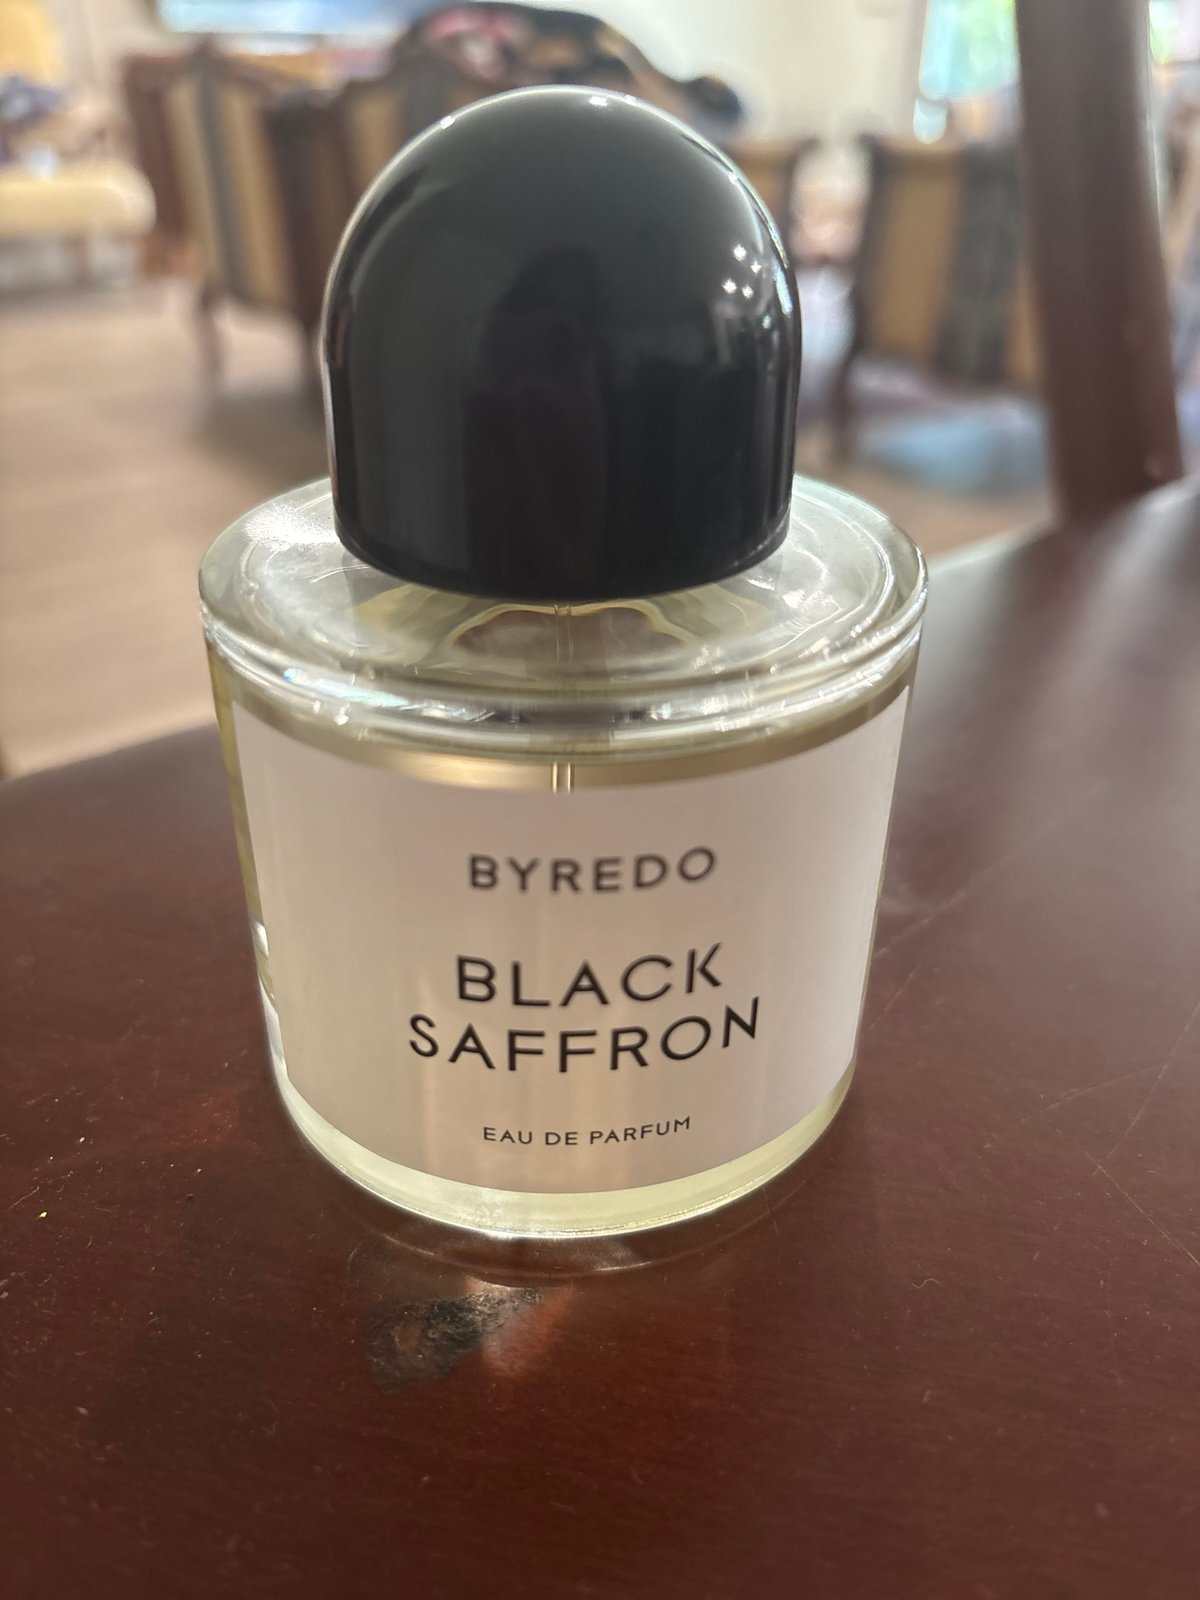 BYREDO
BLACK
SAFFRON
EAU DE PARFUM